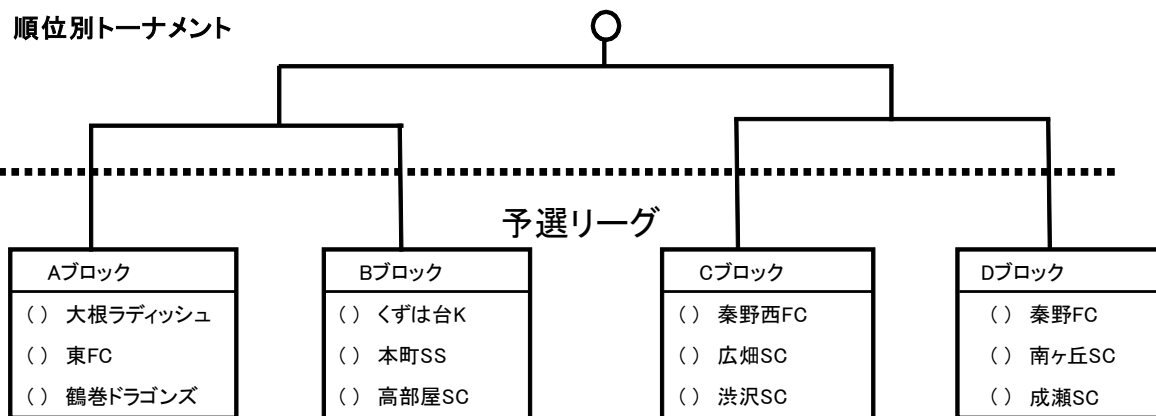 順位別トーナメント
予選リーグ
Aブロック
( ) 大根ラディッシュ
( ) 東FC
( ) 鶴巻ドラゴンズ
Bブロック
( ) くずは台K
( ) 本町SS
( ) 高部屋SC
Cブロック
( ) 秦野西FC
( ) 広畑SC
( ) 渋沢SC
Dブロック
( ) 秦野FC
( ) 南ヶ丘SC
( ) 成瀬SC